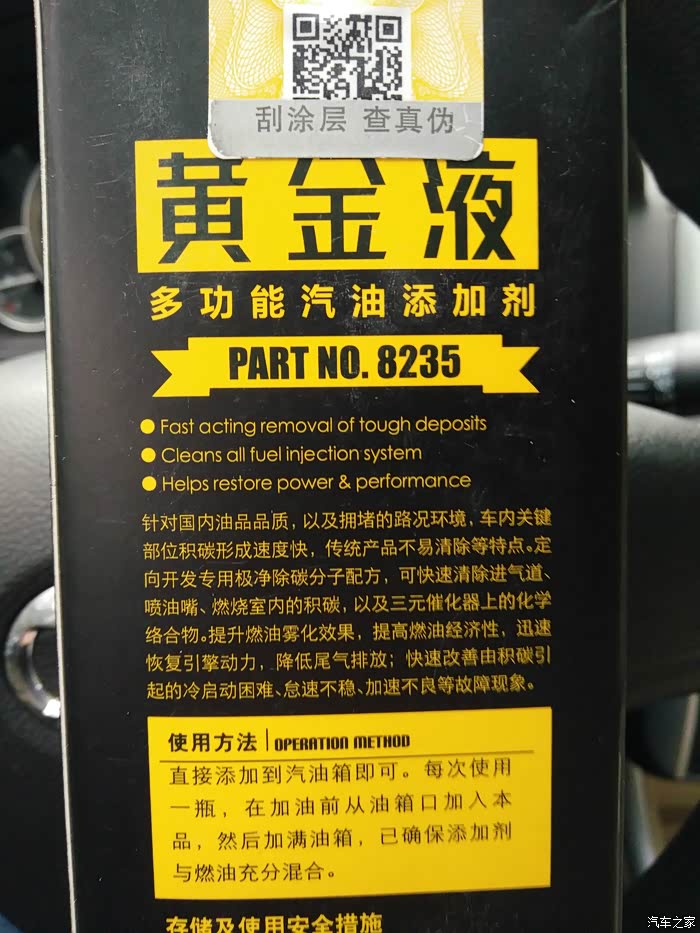 刮涂层 查真伪
黄金液
多功能汽油添加剂
PART NO. 8235
● Fast acting removal of tough deposits
● Cleans all fuel injection system
● Helps restore power & performance
针对国内油品品质，以及拥堵的路况环境，车内关键
部位积碳形成速度快，传统产品不易清除等特点。定
向开发专用极净除碳分子配方，可快速清除进气道、
喷油嘴、燃烧室内的积碳，以及三元催化器上的化学
络合物。提升燃油雾化效果，提高燃油经济性，迅速
恢复引擎动力，降低尾气排放；快速改善由积碳引
起的冷启动困难、怠速不稳、加速不良等故障现象。
使用方法 | OPERATION METHOD
直接添加到汽油箱即可。每次使用
一瓶，在加油前从油箱口加入本
品，然后加满油箱，已确保添加剂
与燃油充分混合。
存储及使用安全措施
汽车之家